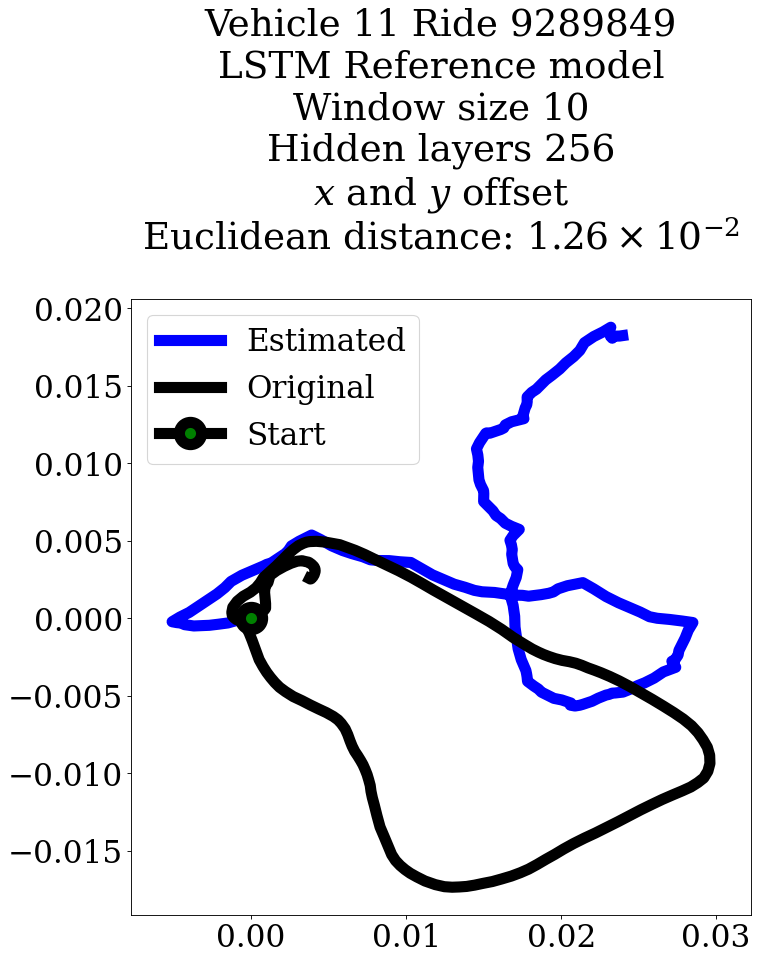 Vehicle 11 Ride 9289849
LSTM Reference model
Window size 10
Hidden layers 256
x and y offset
Euclidean distance: 1.26 × 10⁻²
0.020
0.015
0.010
0.005
0.000
−0.005
−0.010
−0.015
Estimated
Original
Start
0.00 0.01 0.02 0.03